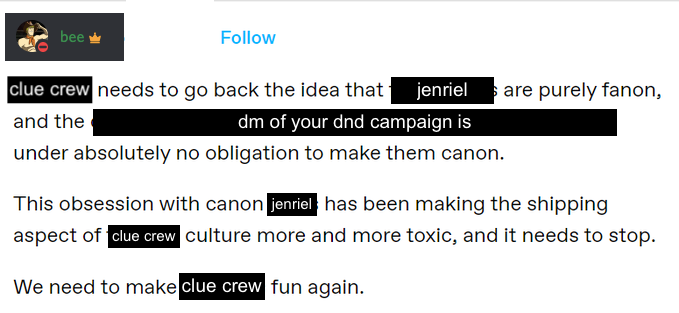 bee
Follow
clue crew needs to go back the idea that jenriel s are purely fanon,
and the dm of your dnd campaign is
under absolutely no obligation to make them canon.
This obsession with canon jenriel has been making the shipping
aspect of clue crew culture more and more toxic, and it needs to stop.
We need to make clue crew fun again.